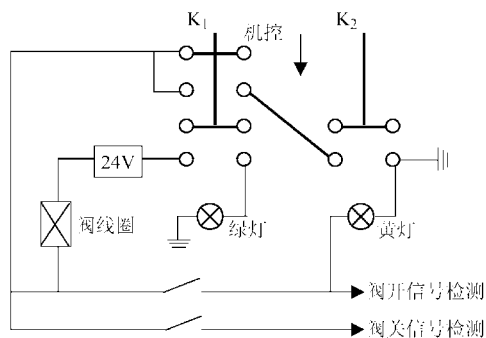 K1 机控 K2
24V
阀线圈
绿灯 黄灯
阀开信号检测
阀关信号检测